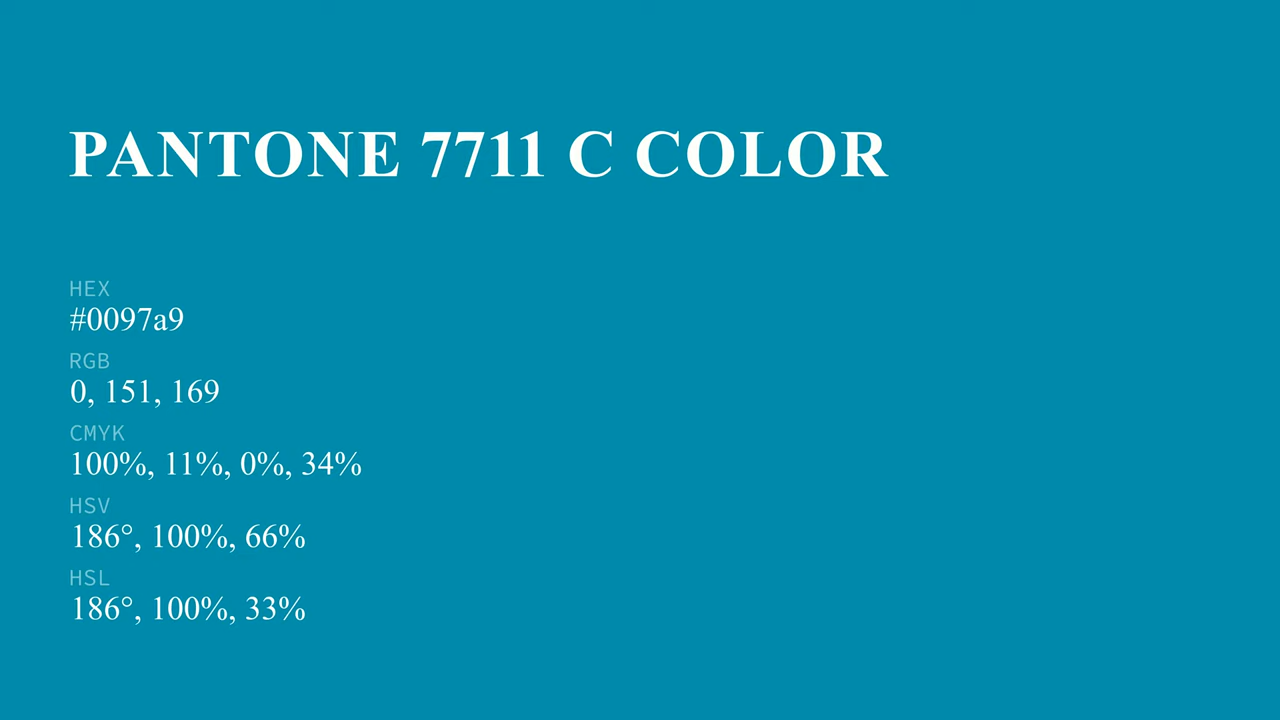 PANTONE 7711 C COLOR
HEX
#0097a9
RGB
0, 151, 169
CMYK
100%, 11%, 0%, 34%
HSV
186°, 100%, 66%
HSL
186°, 100%, 33%